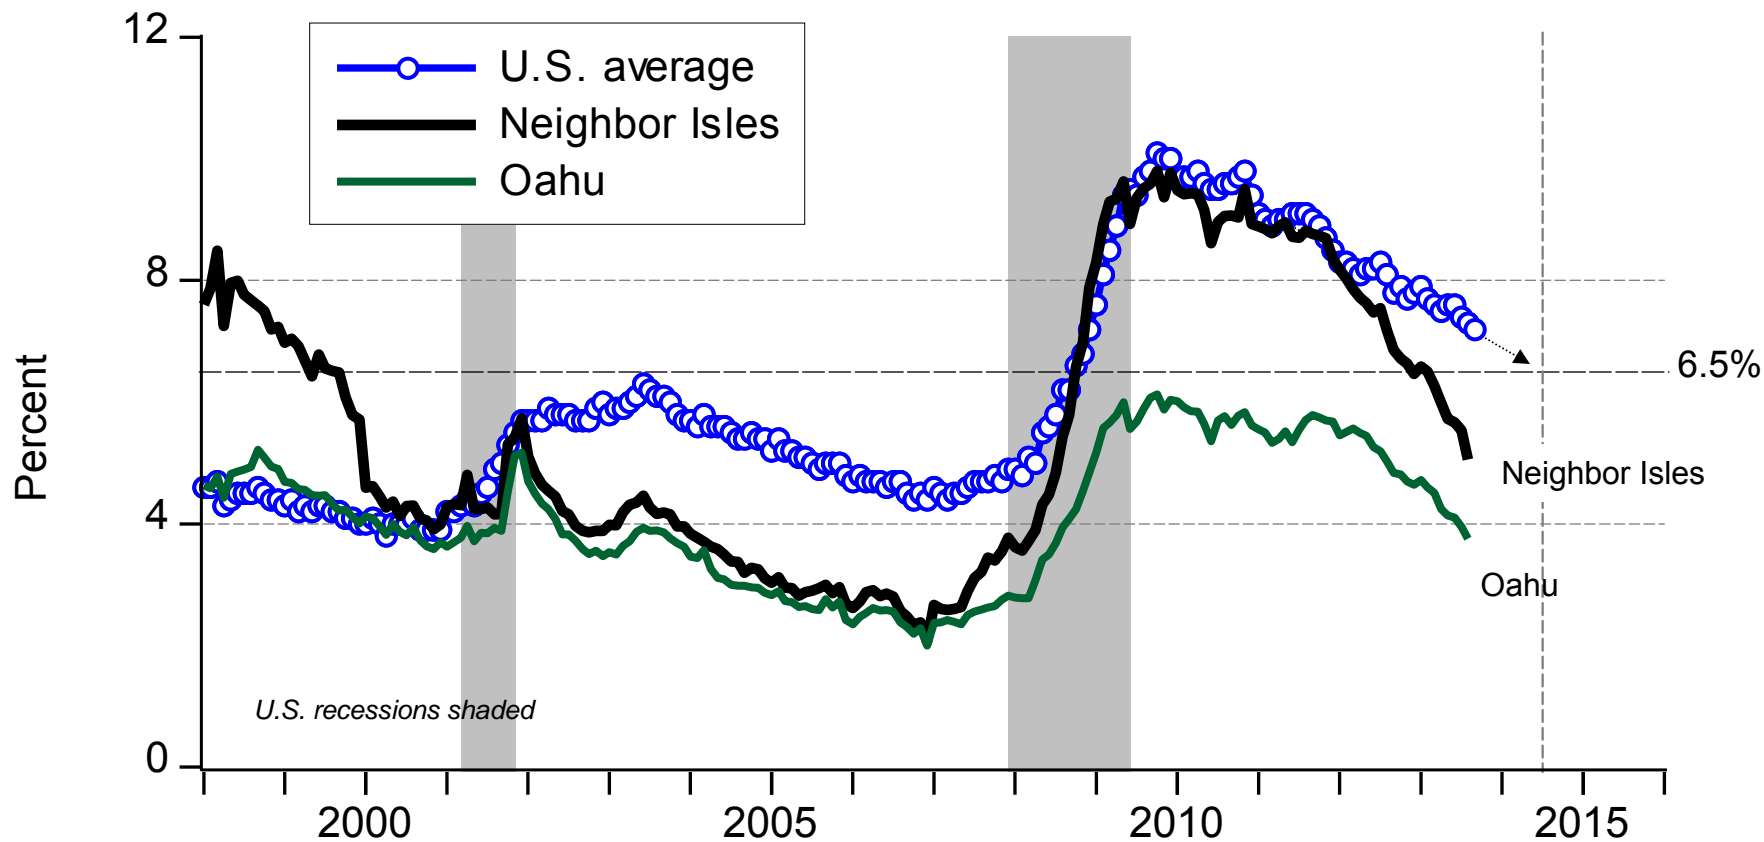 12
U.S. average
Neighbor Isles
Oahu
8
Percent
6.5%
Neighbor Isles
4
Oahu
U.S. recessions shaded
0
2000 2005 2010 2015